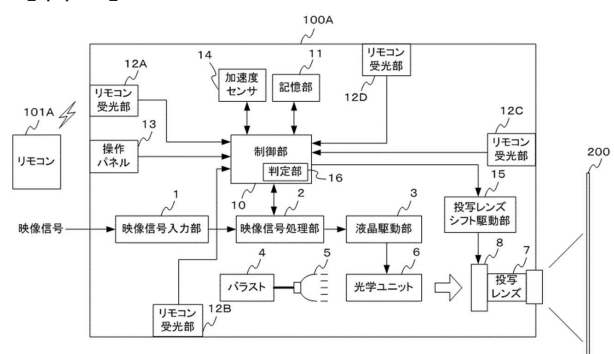 100A
14
11
加速度
センサ
記憶部
リモコン
受光部
12D
12A
リモコン
受光部
101A
リモコン
13
操作
パネル
制御部
判定部
10
16
12C
リモコン
受光部
200
15
投写レンズ
シフト駆動部
映像信号
1
映像信号入力部
2
映像信号処理部
3
液晶駆動部
4
バラスト
5
6
光学ユニット
8
7
投写
レンズ
リモコン
受光部
12B